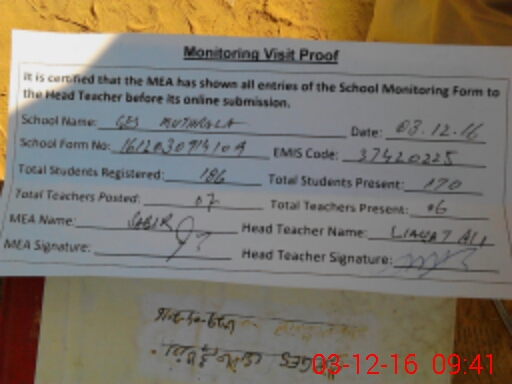 Monitoring Visit Proof
It is certified that the MEA has shown all entries of the School Monitoring Form to
the Head Teacher before its online submission.
School Name: GES Date: 03.12.16
School Form No: EMIS Code: 37420225
Total Students Registered: 186 Total Students Present: 170
Total Teachers Posted: 07 Total Teachers Present: 06
MEA Name: SABIR Head Teacher Name: LIAQAT ALI
MEA Signature: Head Teacher Signature:
03-12-16 09:41